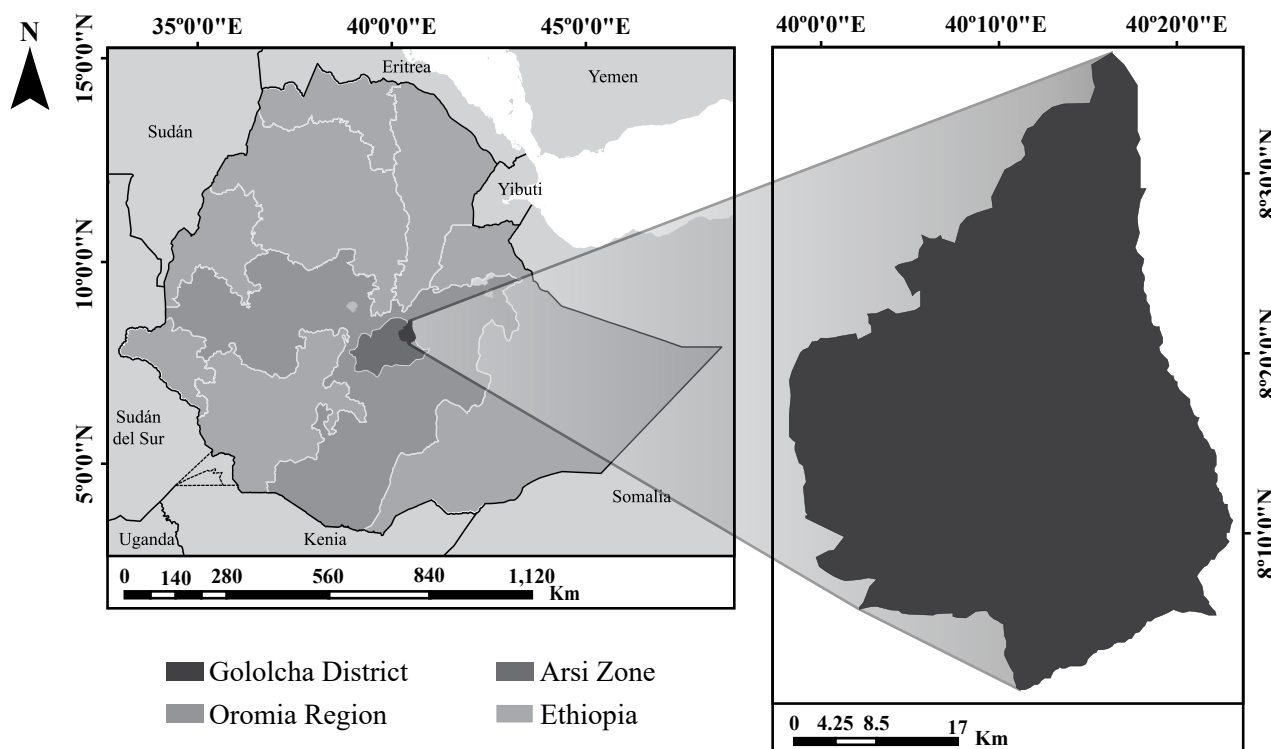 N
35°0'0"E 40°0'0"E 45°0'0"E
40°0'0"E 40°10'0"E 40°20'0"E
15°0'0"N
10°0'0"N
5°0'0"N
Eritrea
Yemen
Sudán
Yibuti
Sudán
del Sur
Somalia
Uganda
Kenia
8°30'0"N
8°20'0"N
8°10'0"N
0 140 280 560 840 1,120
Km
Gololcha District
Arsi Zone
Oromia Region
Ethiopia
0 4.25 8.5 17
Km